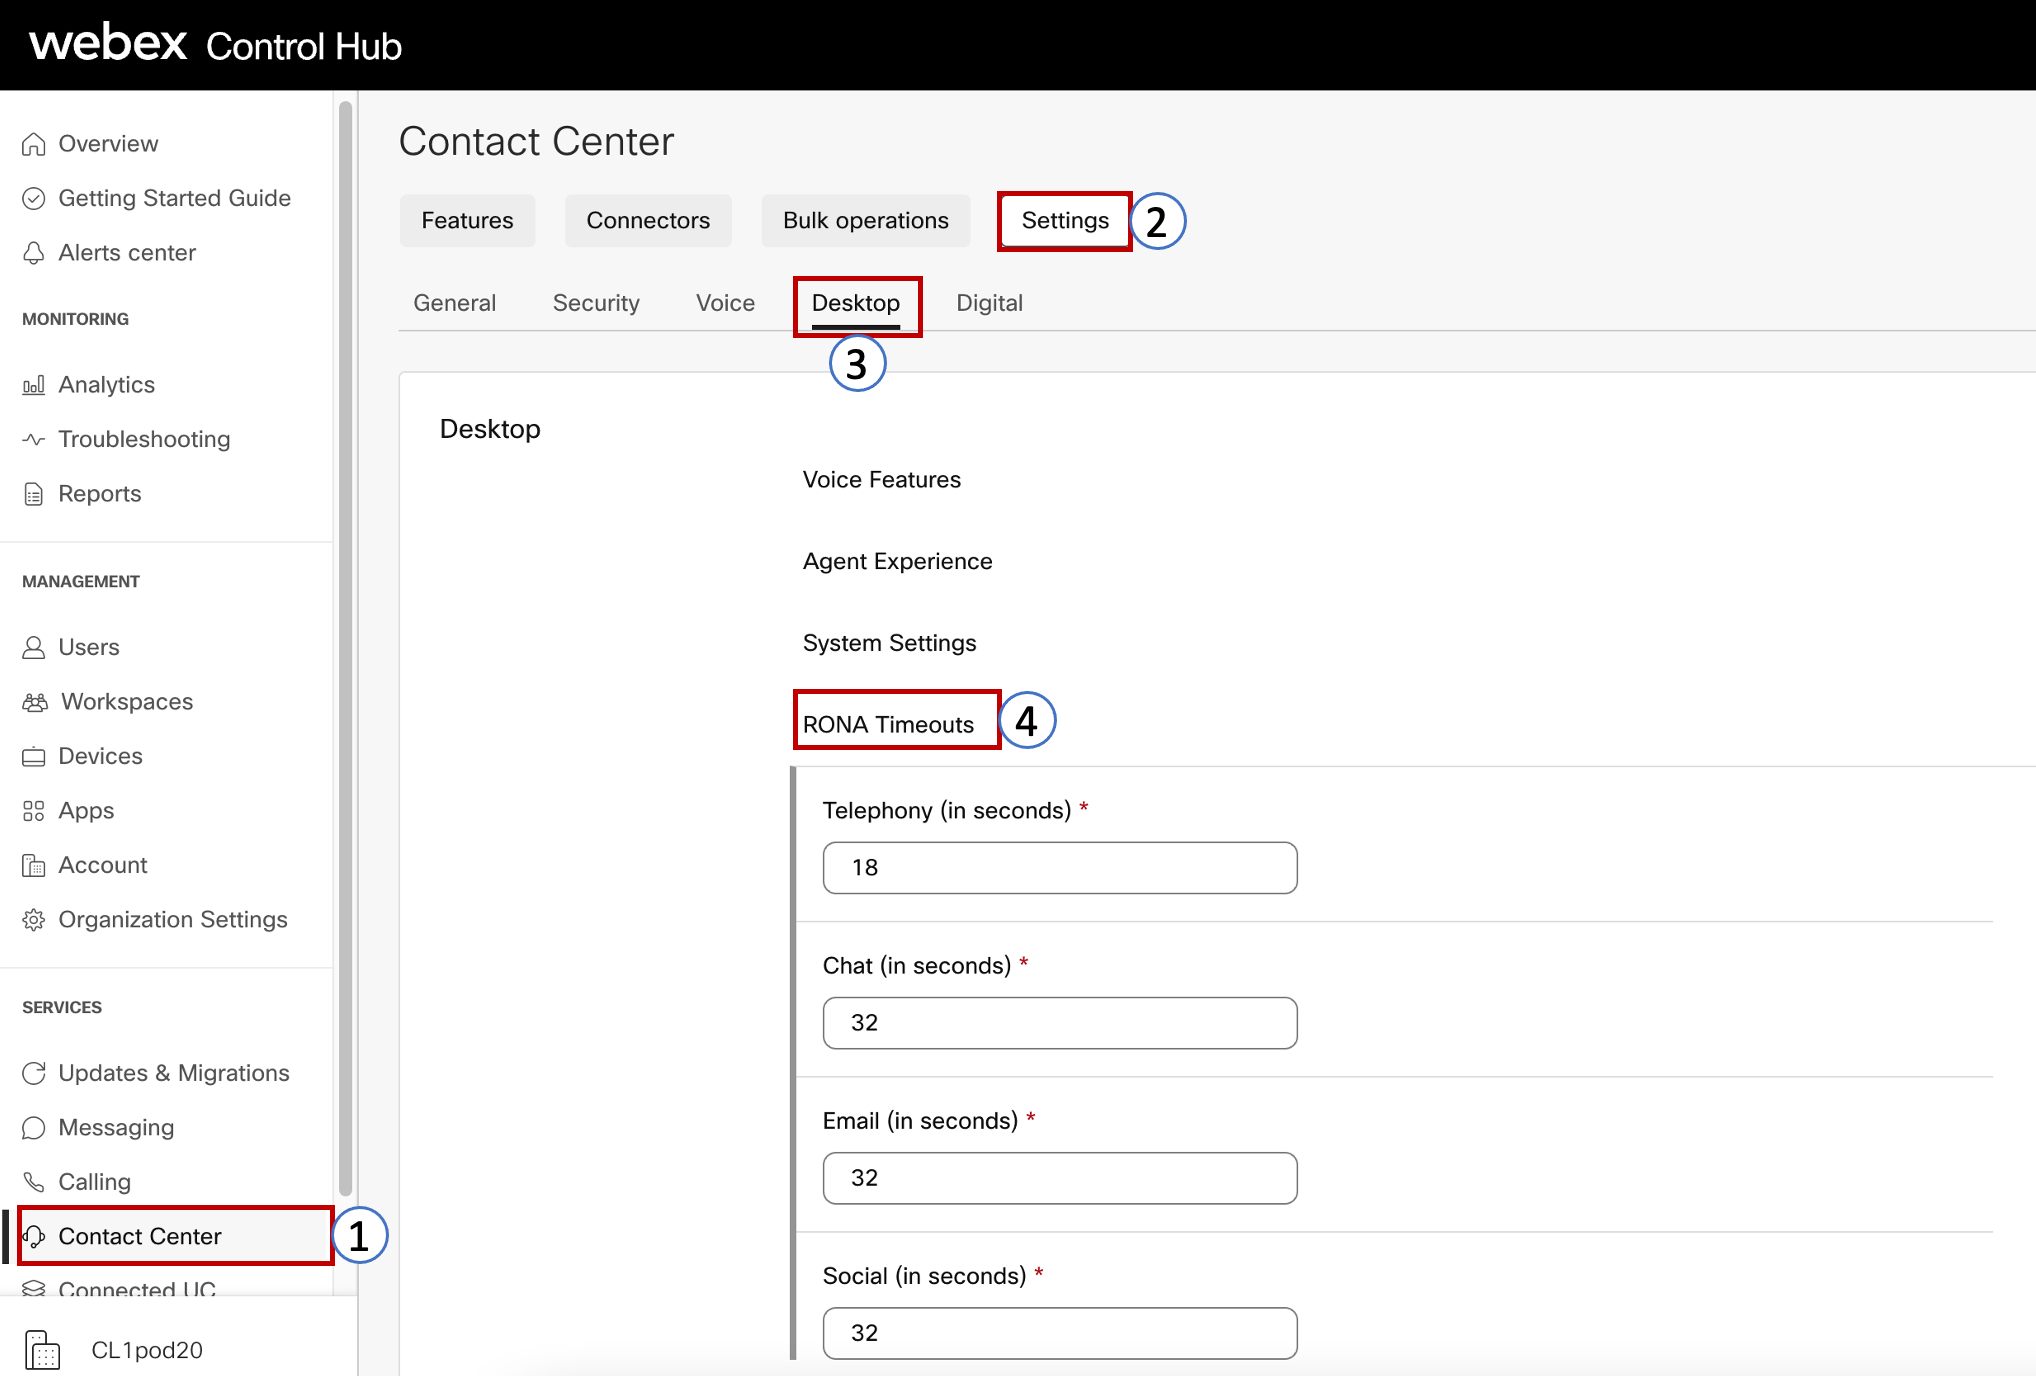 webex Control Hub
Overview
Getting Started Guide
Alerts center
MONITORING
Analytics
Troubleshooting
Reports
MANAGEMENT
Users
Workspaces
Devices
Apps
Account
Organization Settings
SERVICES
Updates & Migrations
Messaging
Calling
Contact Center 1
Connected UC
CL1pod20
Contact Center
Features Connectors Bulk operations Settings 2
General Security Voice Desktop Digital
3
Desktop
Voice Features
Agent Experience
System Settings
RONA Timeouts 4
Telephony (in seconds) *
18
Chat (in seconds) *
32
Email (in seconds) *
32
Social (in seconds) *
32